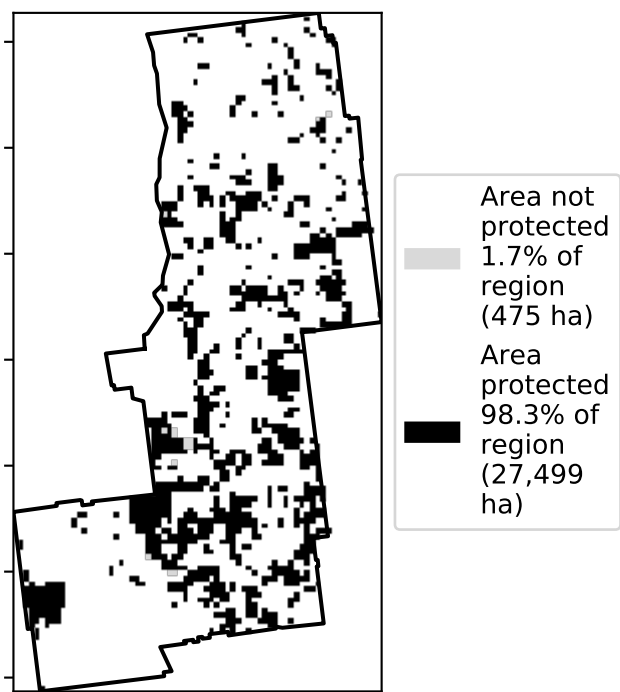 Area not
protected
1.7% of
region
(475 ha)
Area
protected
98.3% of
region
(27,499
ha)